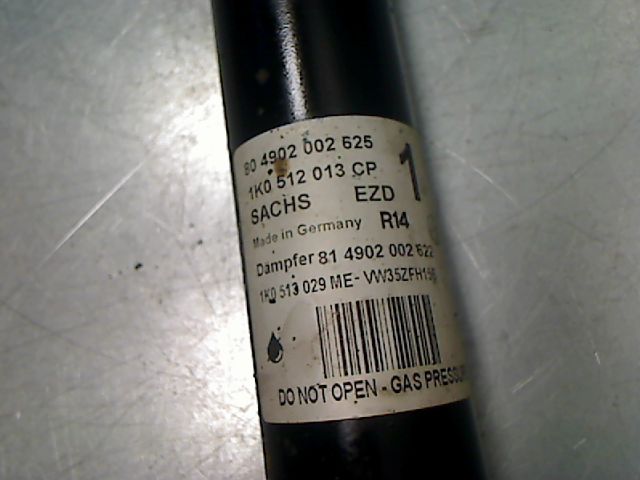 80 4902 002 625
1K0 512 013 CP 1
SACHS EZD
Made in Germany R14
Dämpfer 81 4902 002 622
1K0 513 029 ME- VW35ZFH
DO NOT OPEN - GAS